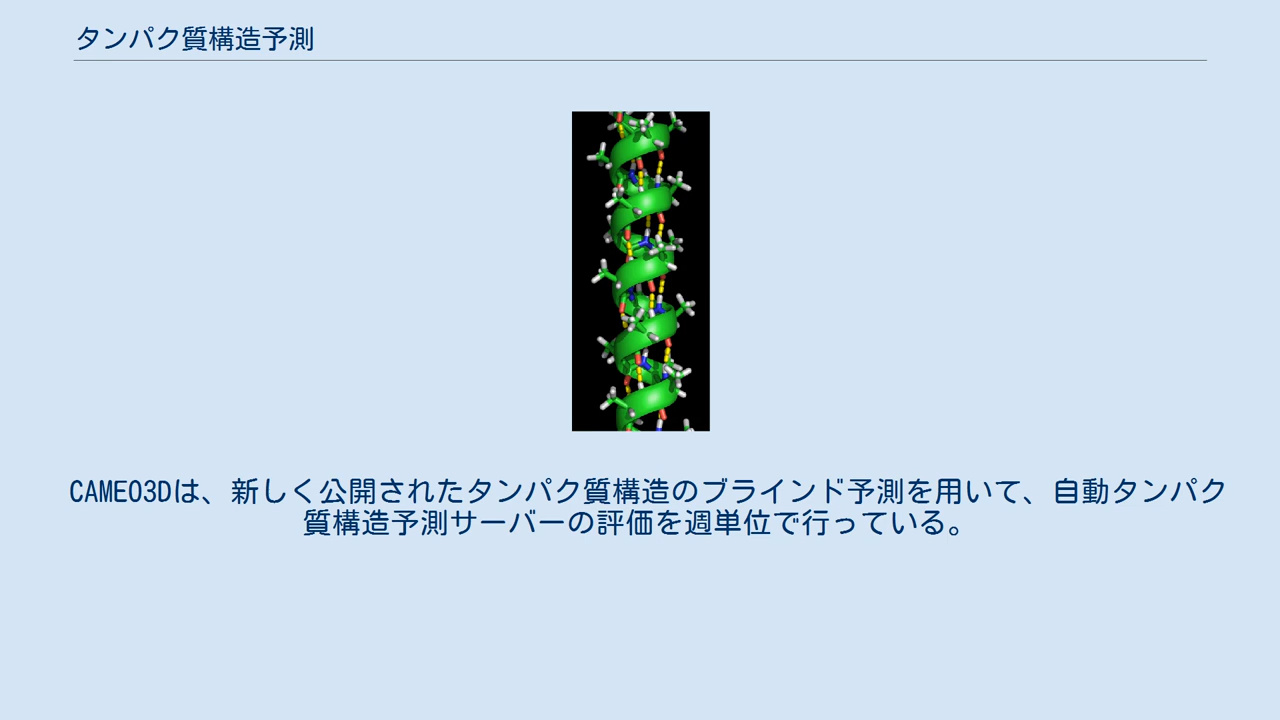 タンパク質構造予測
CAMEO3Dは、新しく公開されたタンパク質構造のブラインド予測を用いて、自動タンパク
質構造予測サーバーの評価を週単位で行っている。